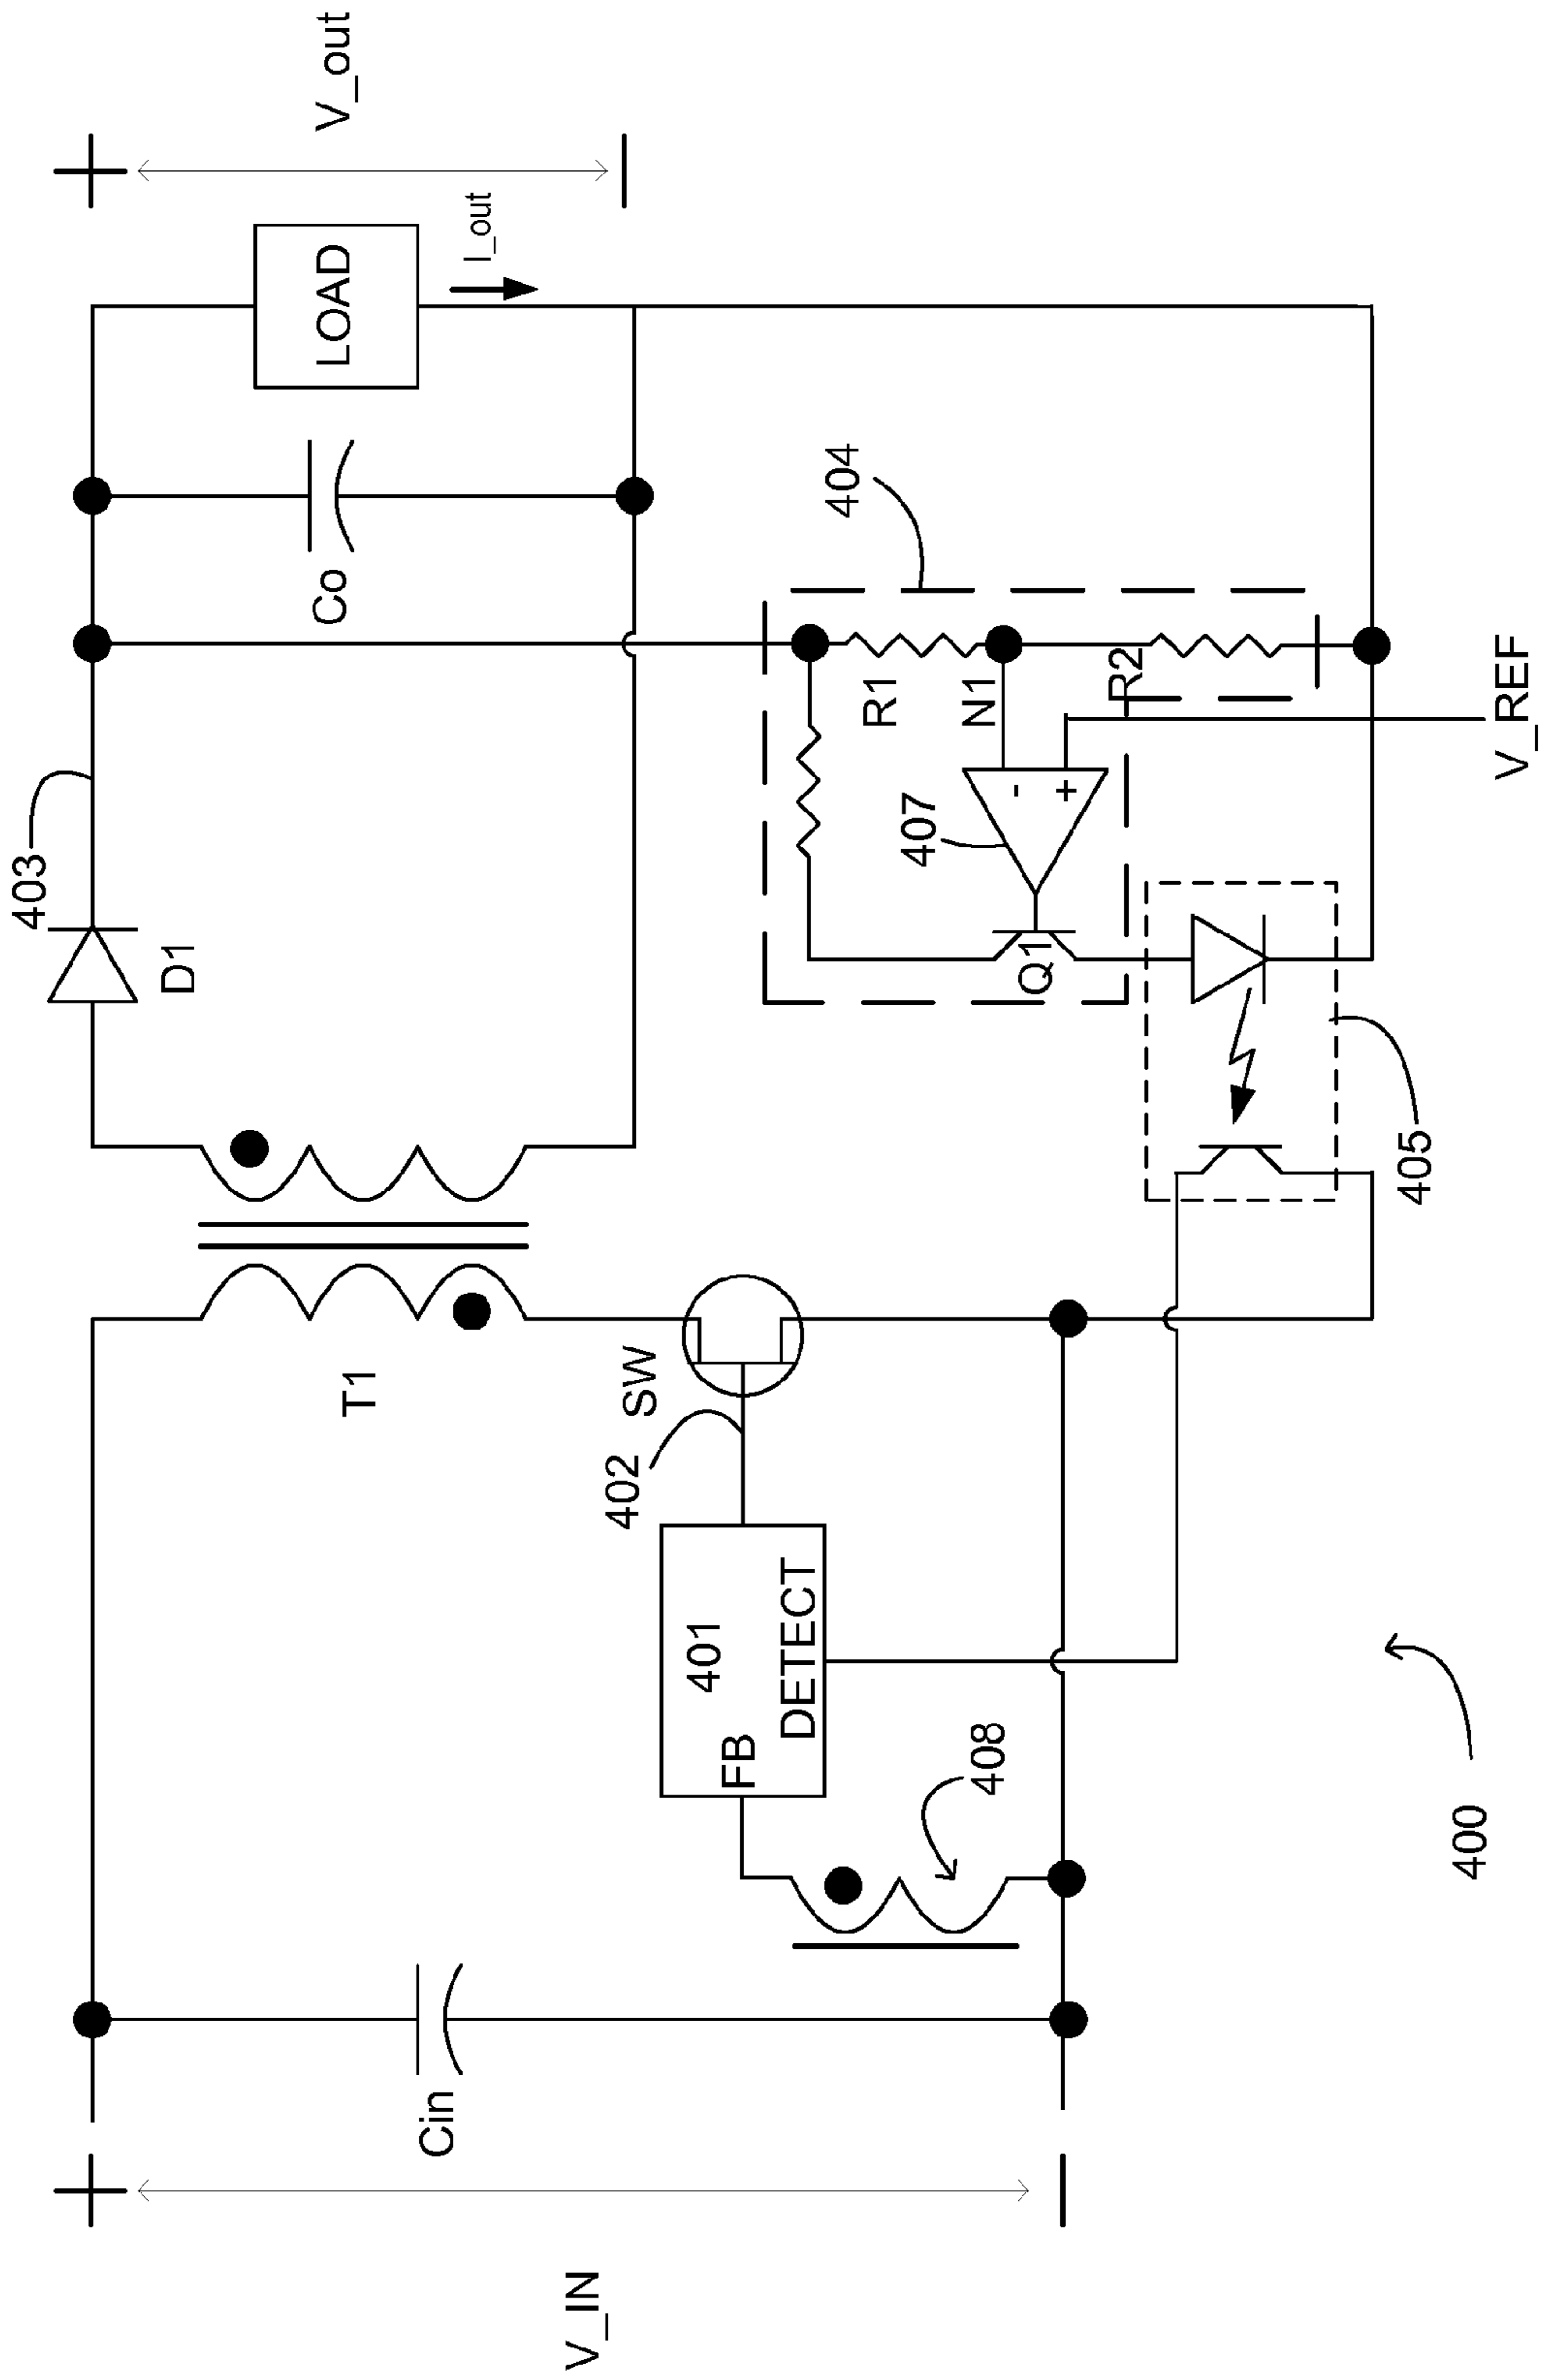 V_IN
+
−
Cin
T1
SW
402
401
FB
DETECT
408
400
403
D1
Co
LOAD
I_out
+
−
V_out
404
R1
N1
R2
407
-
+
Q1
405
V_REF